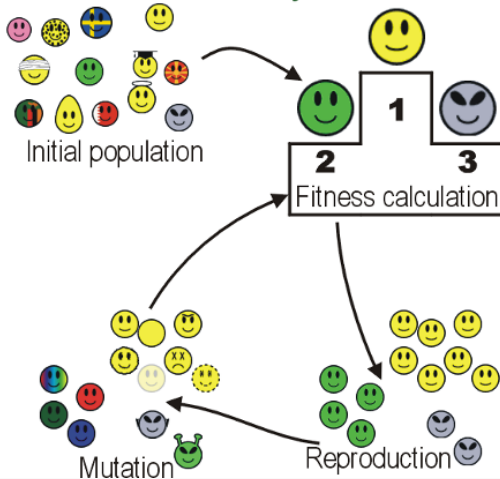 Initial population
1
2
3
Fitness calculation
Reproduction
Mutation